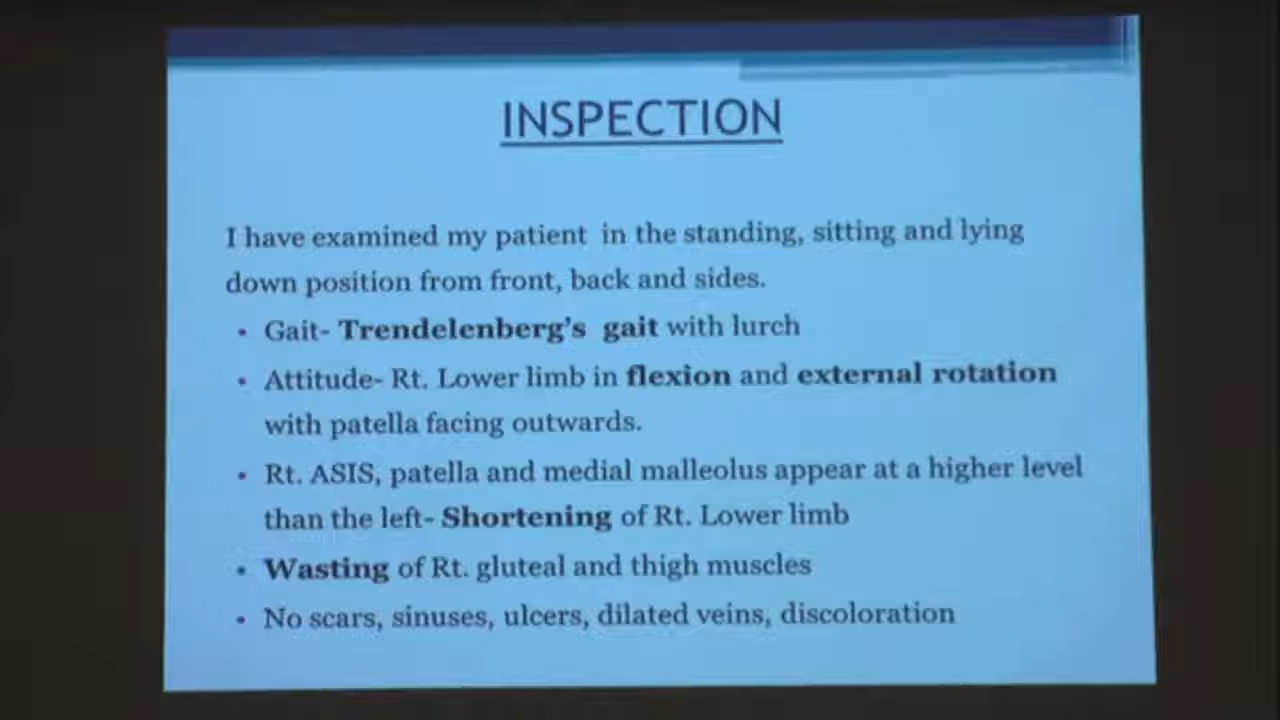 INSPECTION
I have examined my patient in the standing, sitting and lying
down position from front, back and sides.
• Gait- Trendelenberg's gait with lurch
• Attitude- Rt. Lower limb in flexion and external rotation
with patella facing outwards.
• Rt. ASIS, patella and medial malleolus appear at a higher level
than the left- Shortening of Rt. Lower limb
• Wasting of Rt. gluteal and thigh muscles
• No scars, sinuses, ulcers, dilated veins, discoloration